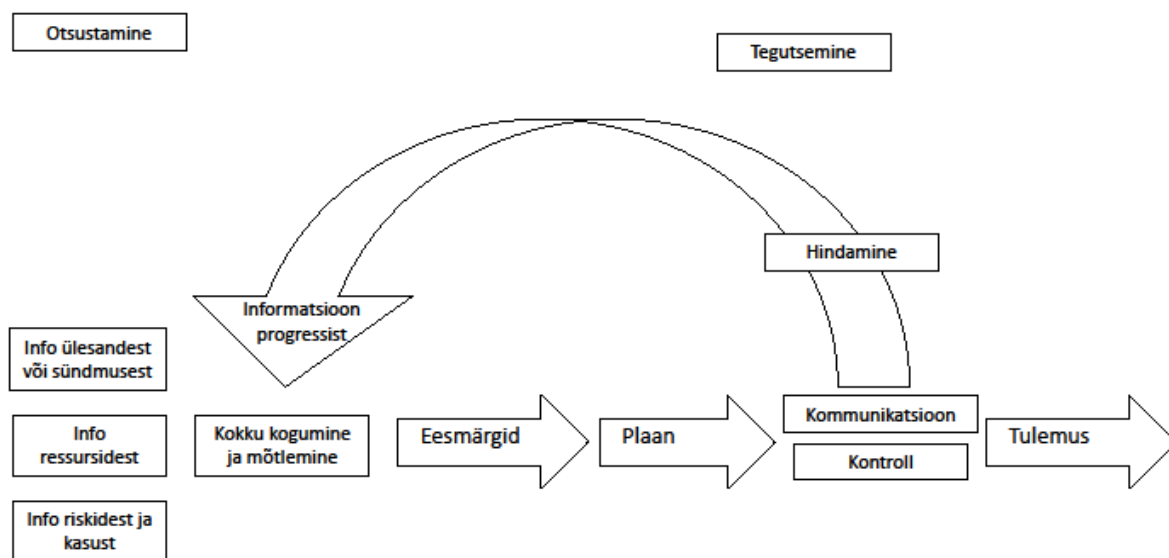 Otsustamine
Tegutsemine
Hindamine
Informatsioon
progressist
Info ülesandest
või sündmusest
Info
ressursidest
Info riskidest ja
kasust
Kokku kogumine
ja mõtlemine
Eesmärgid
Plaan
Kommunikatsioon
Kontroll
Tulemus